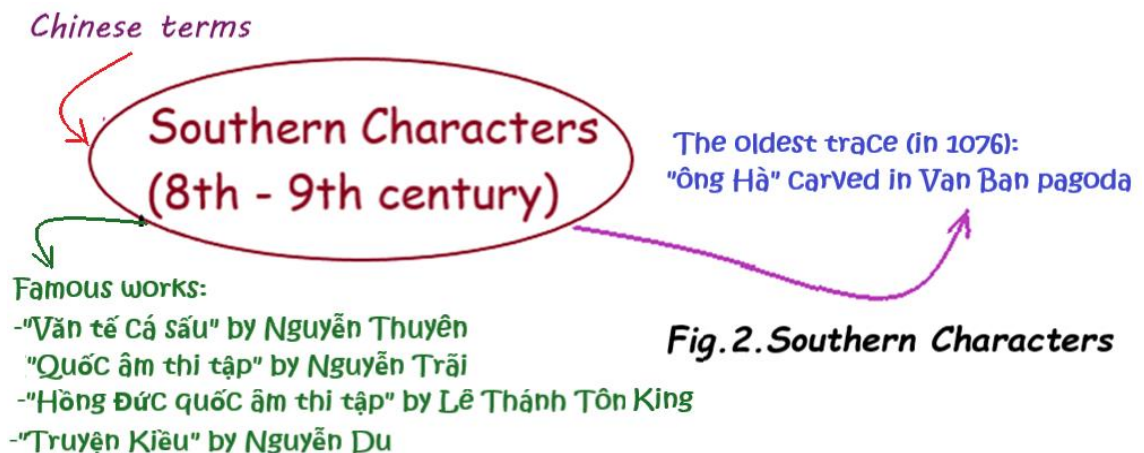 Chinese terms
Southern Characters
(8th - 9th century)
The oldest trace (in 1076):
"ông Hà" carved in Van Ban pagoda
Famous works:
-"Văn tế cá sấu" by Nguyễn Thuyên
"Quốc âm thi tập" by Nguyễn Trãi
-"Hồng Đức quốc âm thi tập" by Lê Thánh Tôn King
-"Truyện Kiều" by Nguyễn Du
Fig.2.Southern Characters